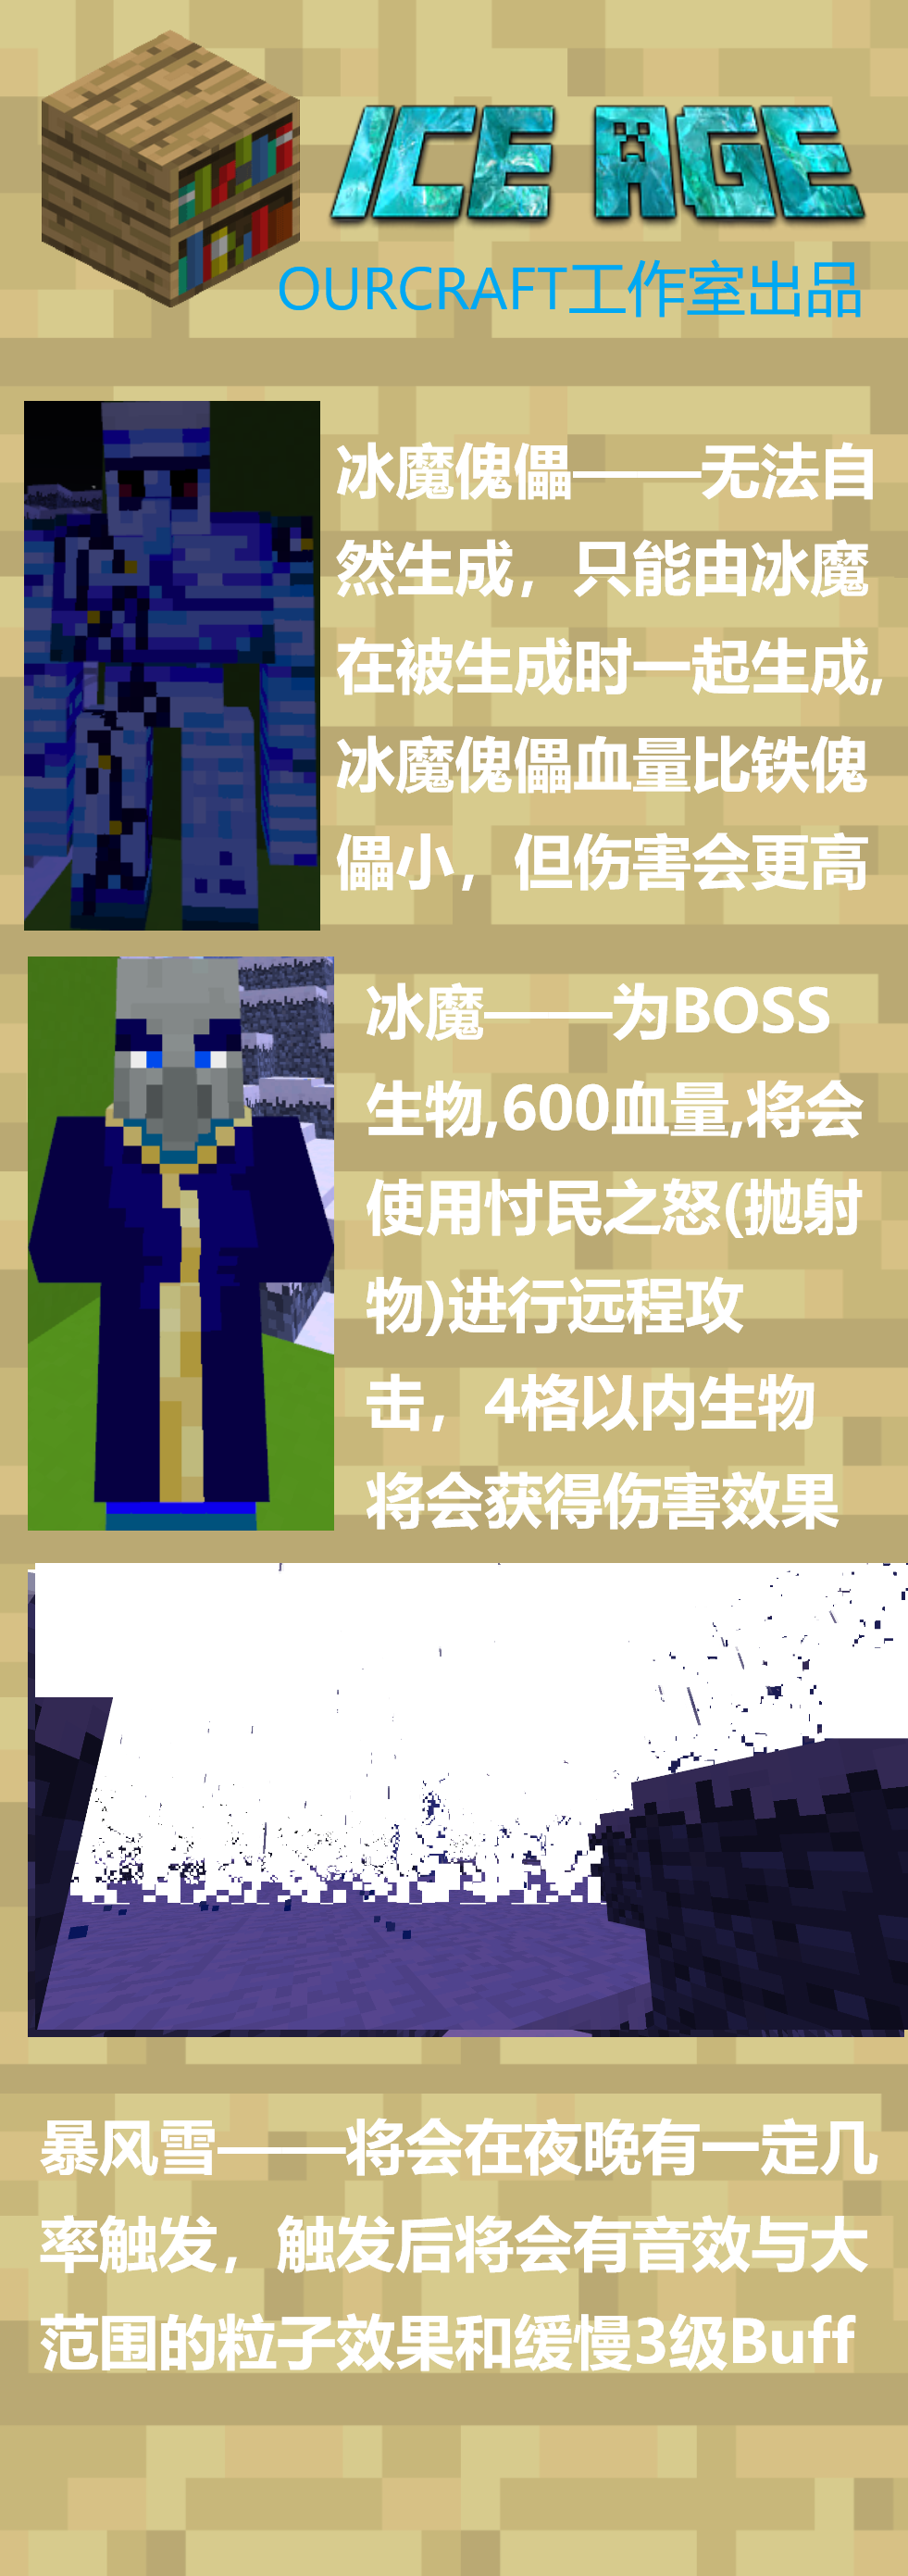 ICE AGE
OURCRAFT工作室出品
冰魔傀儡——无法自
然生成，只能由冰魔
在被生成时一起生成,
冰魔傀儡血量比铁傀
儡小，但伤害会更高
冰魔——为BOSS
生物,600血量,将会
使用忖民之怒(抛射
物)进行远程攻
击，4格以内生物
将会获得伤害效果
暴风雪——将会在夜晚有一定几
率触发，触发后将会有音效与大
范围的粒子效果和缓慢3级Buff